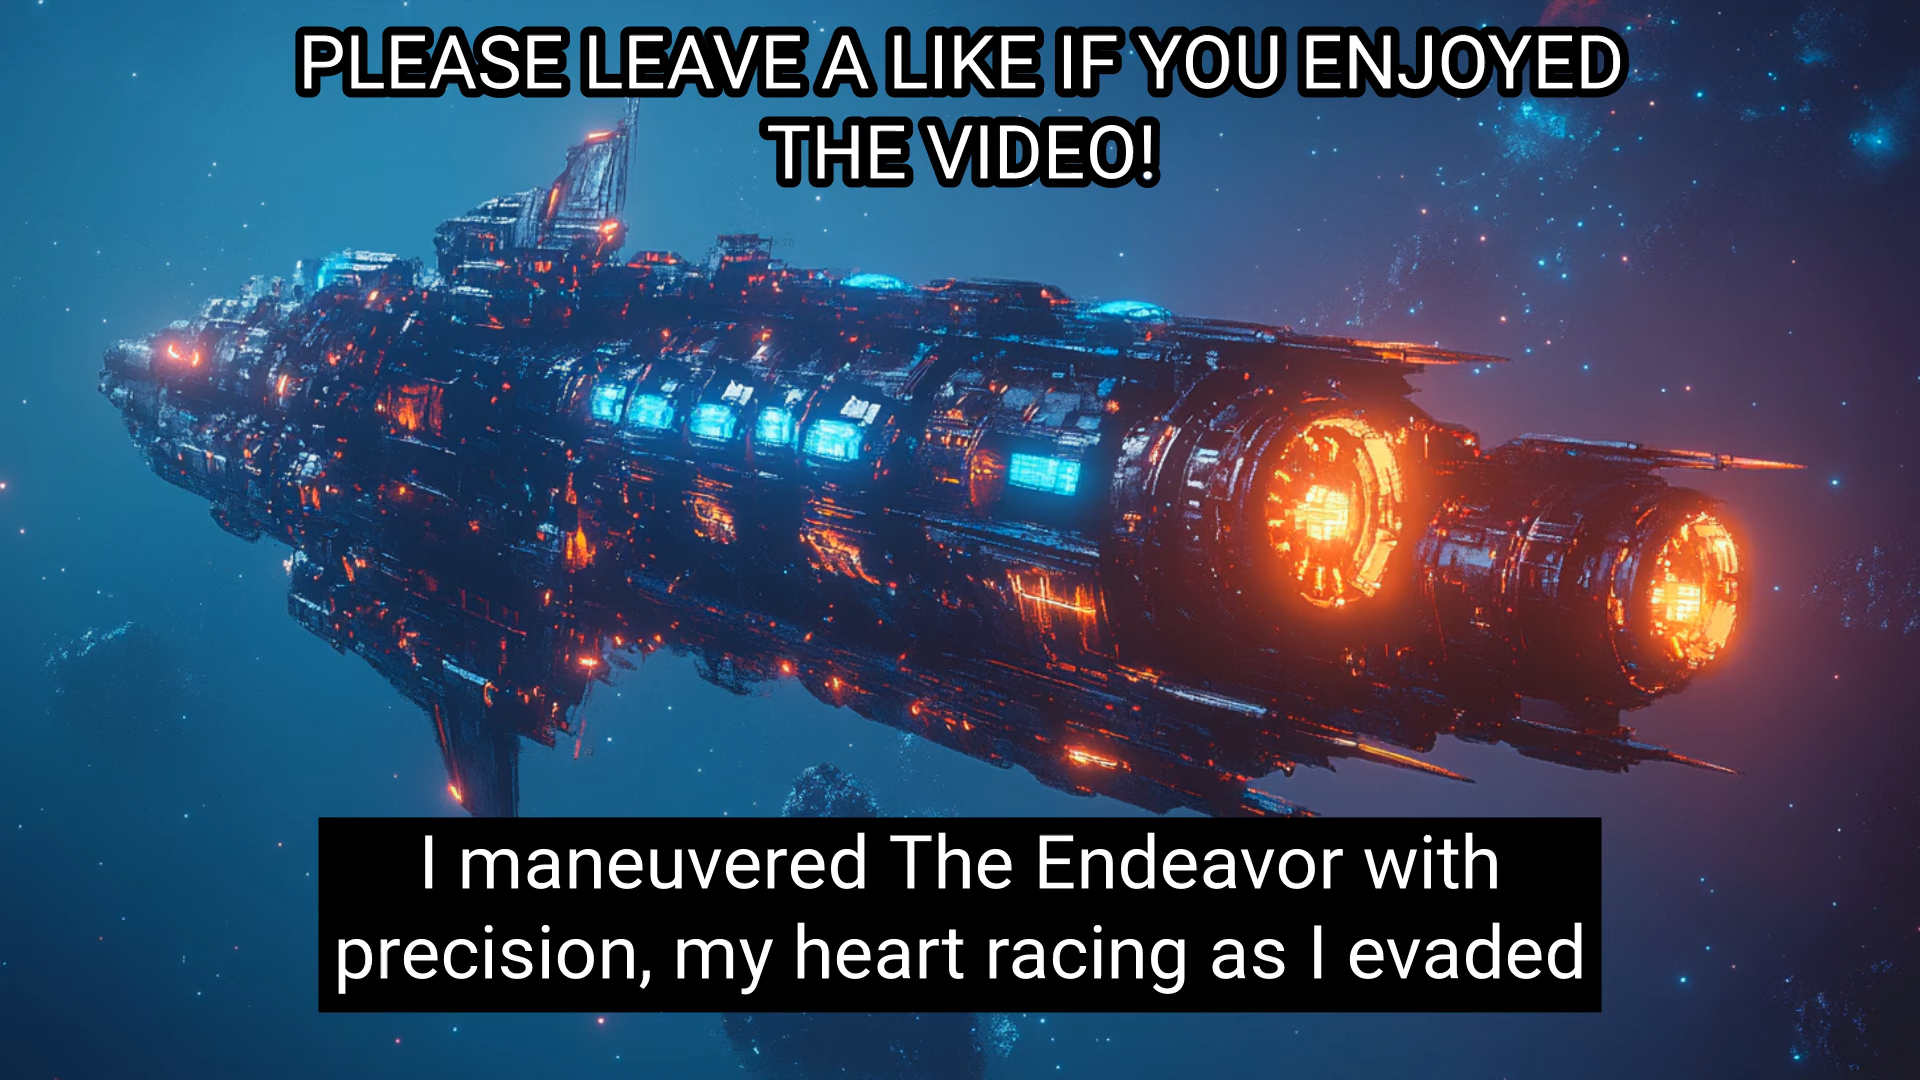 PLEASE LEAVE A LIKE IF YOU ENJOYED
THE VIDEO!
I maneuvered The Endeavor with
precision, my heart racing as I evaded